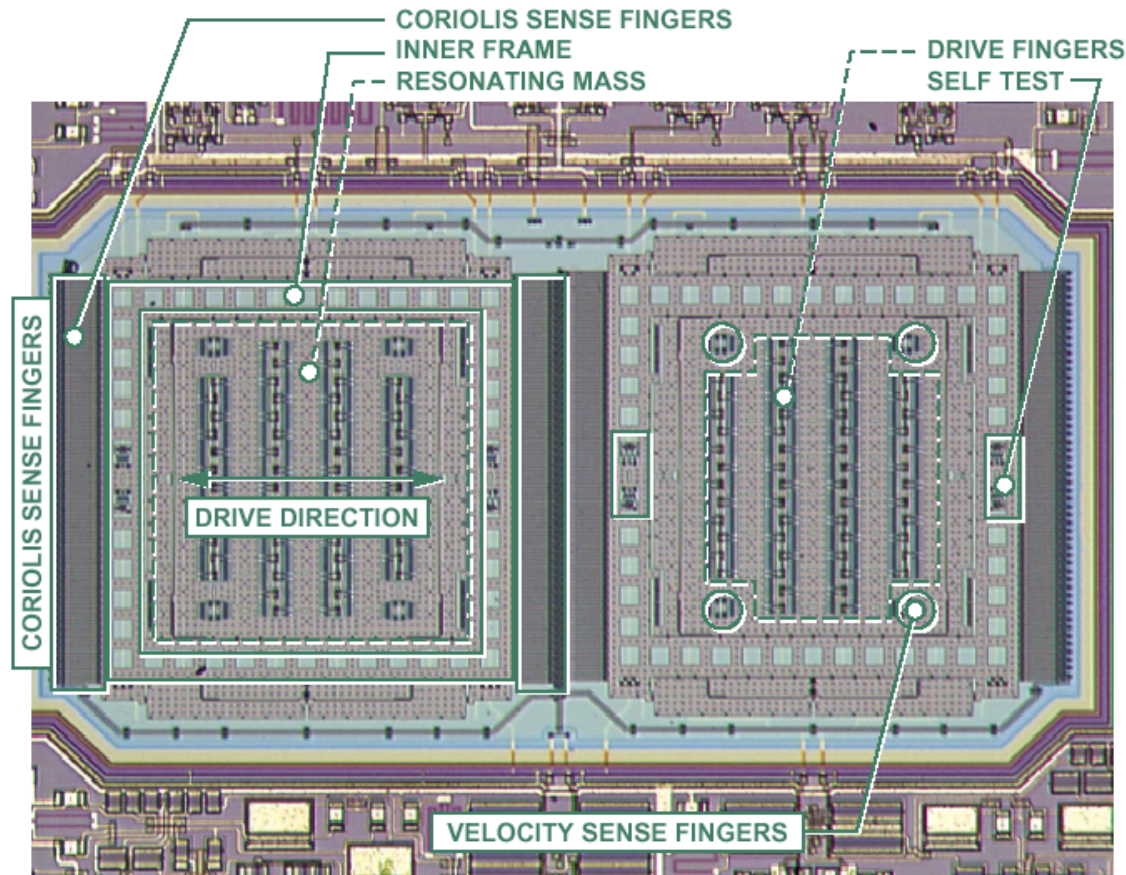 CORIOLIS SENSE FINGERS
INNER FRAME
RESONATING MASS
DRIVE FINGERS
SELF TEST
CORIOLIS SENSE FINGERS
DRIVE DIRECTION
VELOCITY SENSE FINGERS